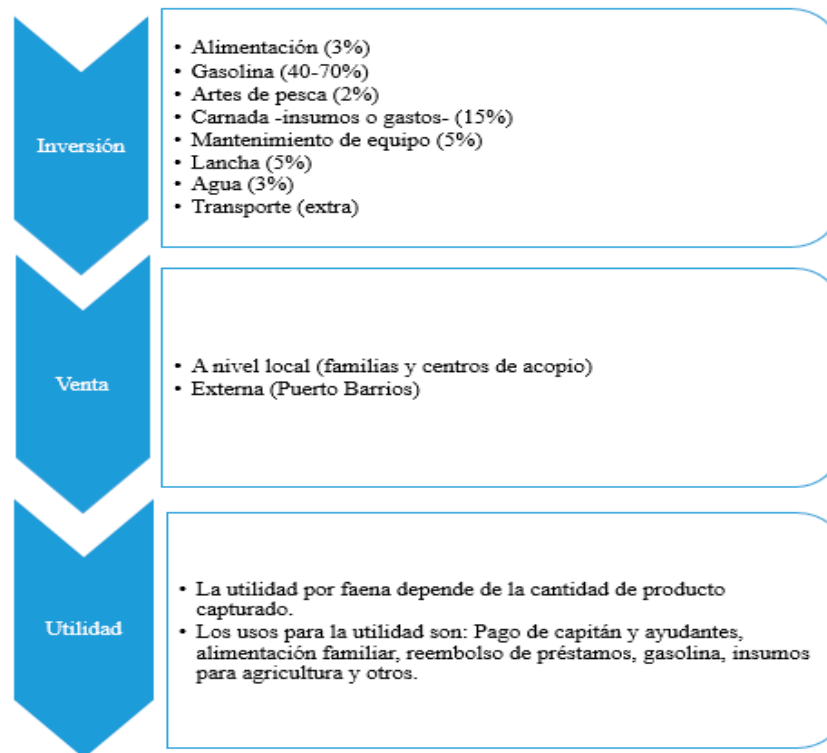 Inversión
• Alimentación (3%)
• Gasolina (40-70%)
• Artes de pesca (2%)
• Carnada -insumos o gastos- (15%)
• Mantenimiento de equipo (5%)
• Lancha (5%)
• Agua (3%)
• Transporte (extra)
Venta
• A nivel local (familias y centros de acopio)
• Externa (Puerto Barrios)
Utilidad
• La utilidad por faena depende de la cantidad de producto
capturado.
• Los usos para la utilidad son: Pago de capitán y ayudantes,
alimentación familiar, reembolso de préstamos, gasolina, insumos
para agricultura y otros.